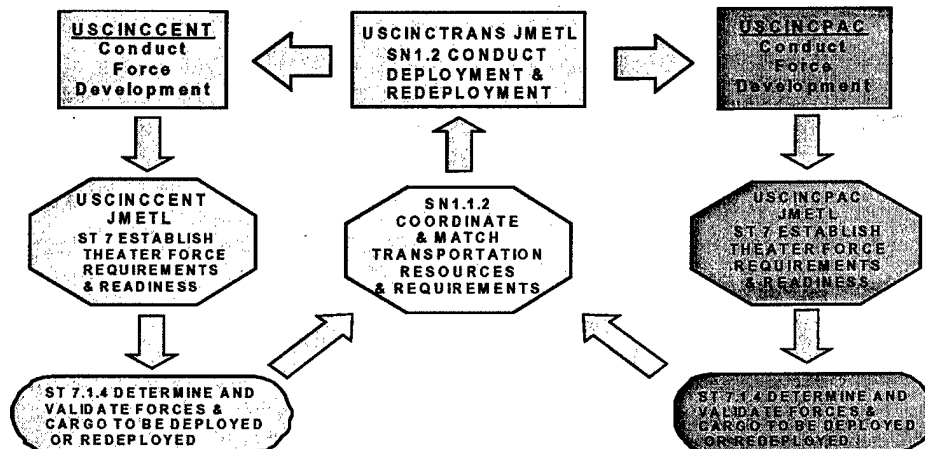 USCINCCENT
Conduct
Force
Development
USCINCTRANS JMETL
SN1.2 CONDUCT
DEPLOYMENT &
REDEPLOYMENT
USCINCPAC
Conduct
Force
Development
USCINCCENT
JMETL
ST 7 ESTABLISH
THEATER FORCE
REQUIREMENTS
& READINESS
SN1.1.2
COORDINATE
& MATCH
TRANSPORTATION
RESOURCES
& REQUIREMENTS
USCINCPAC
JMETL
ST 7 ESTABLISH
THEATER FORCE
REQUIREMENTS
& READINESS
ST 7.1.4 DETERMINE AND
VALIDATE FORCES &
CARGO TO BE DEPLOYED
OR REDEPLOYED
ST 7.1.4 DETERMINE AND
VALIDATE FORCES &
CARGO TO BE DEPLOYED
OR REDEPLOYED